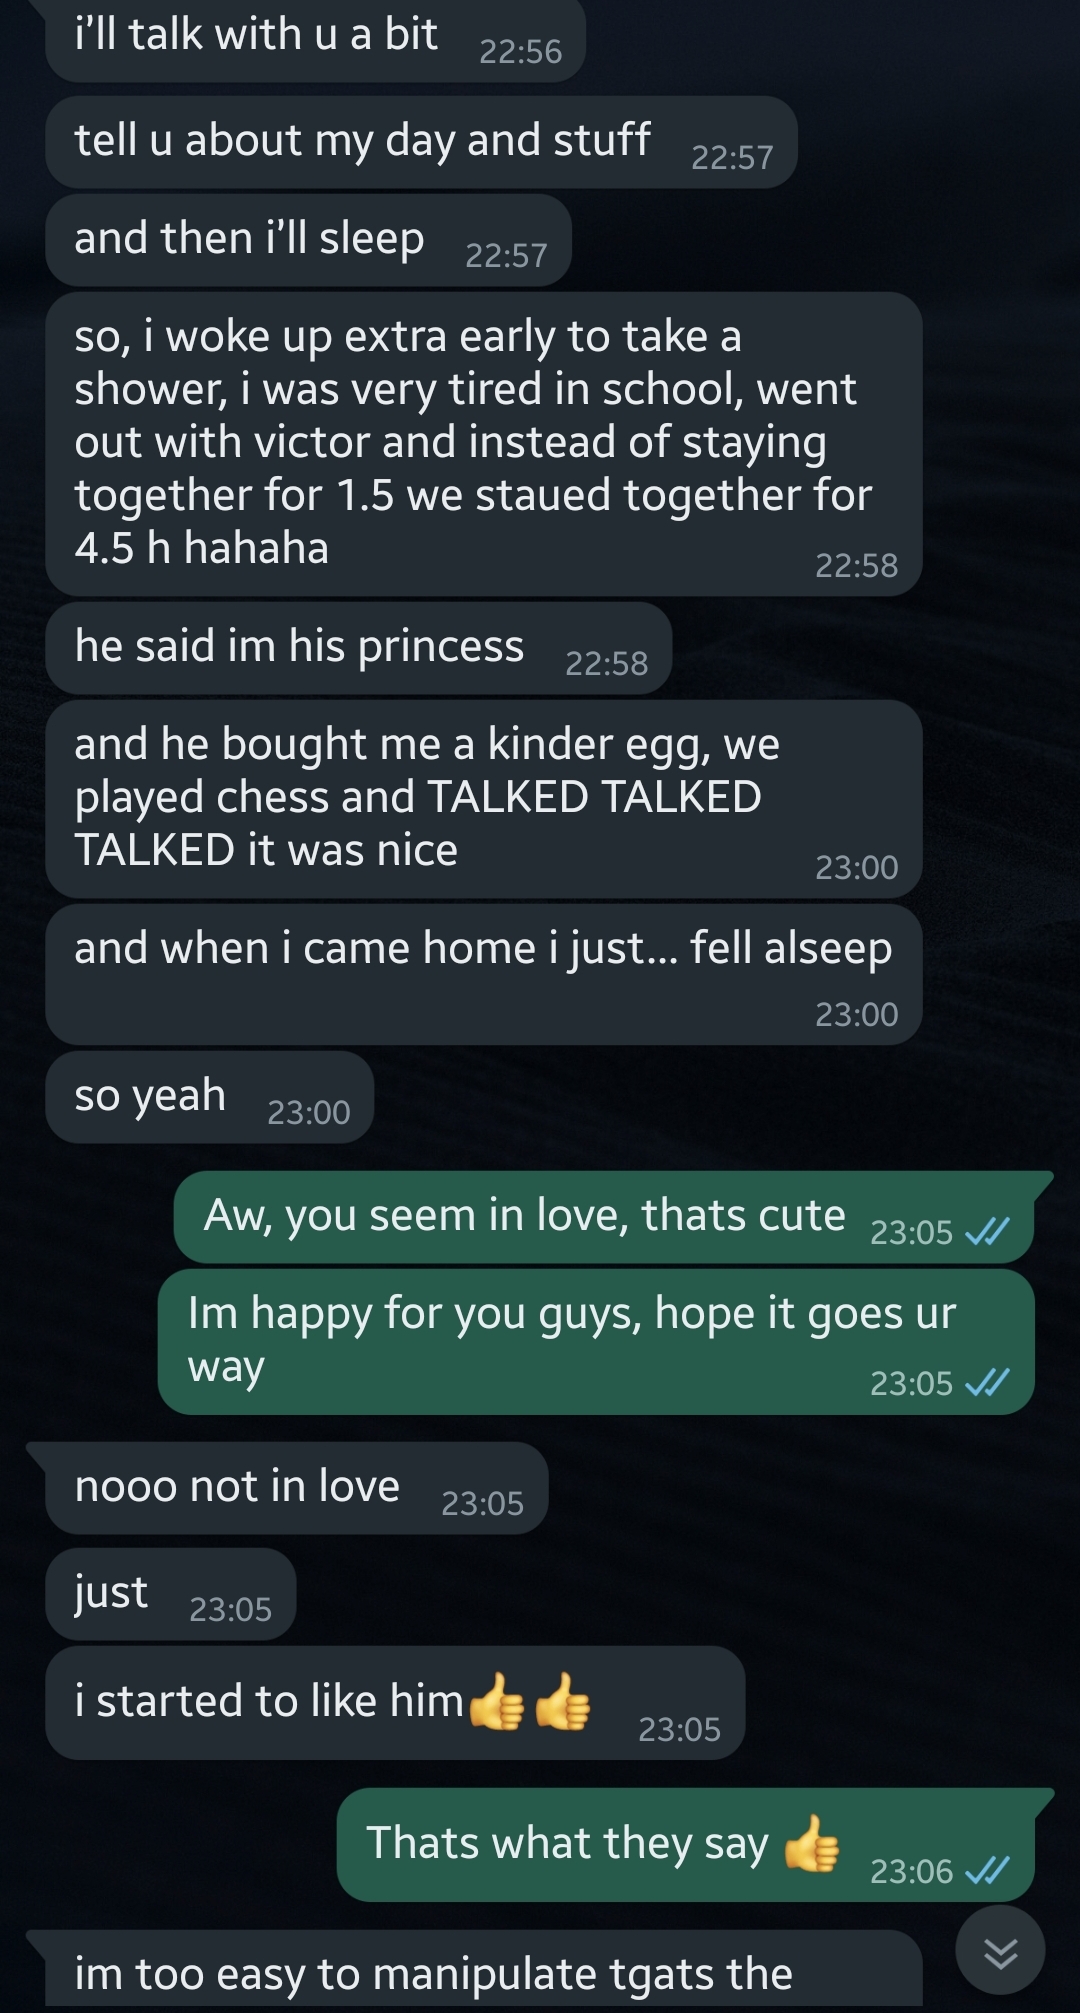 i'll talk with u a bit 22:56
tell u about my day and stuff 22:57
and then i'll sleep 22:57
so, i woke up extra early to take a
shower, i was very tired in school, went
out with victor and instead of staying
together for 1.5 we staued together for
4.5 h hahaha 22:58
he said im his princess 22:58
and he bought me a kinder egg, we
played chess and TALKED TALKED
TALKED it was nice 23:00
and when i came home i just... fell alseep
23:00
so yeah 23:00
Aw, you seem in love, thats cute 23:05
Im happy for you guys, hope it goes ur
way 23:05
nooo not in love 23:05
just 23:05
i started to like him👍👍 23:05
Thats what they say 👍 23:06
im too easy to manipulate tgats the